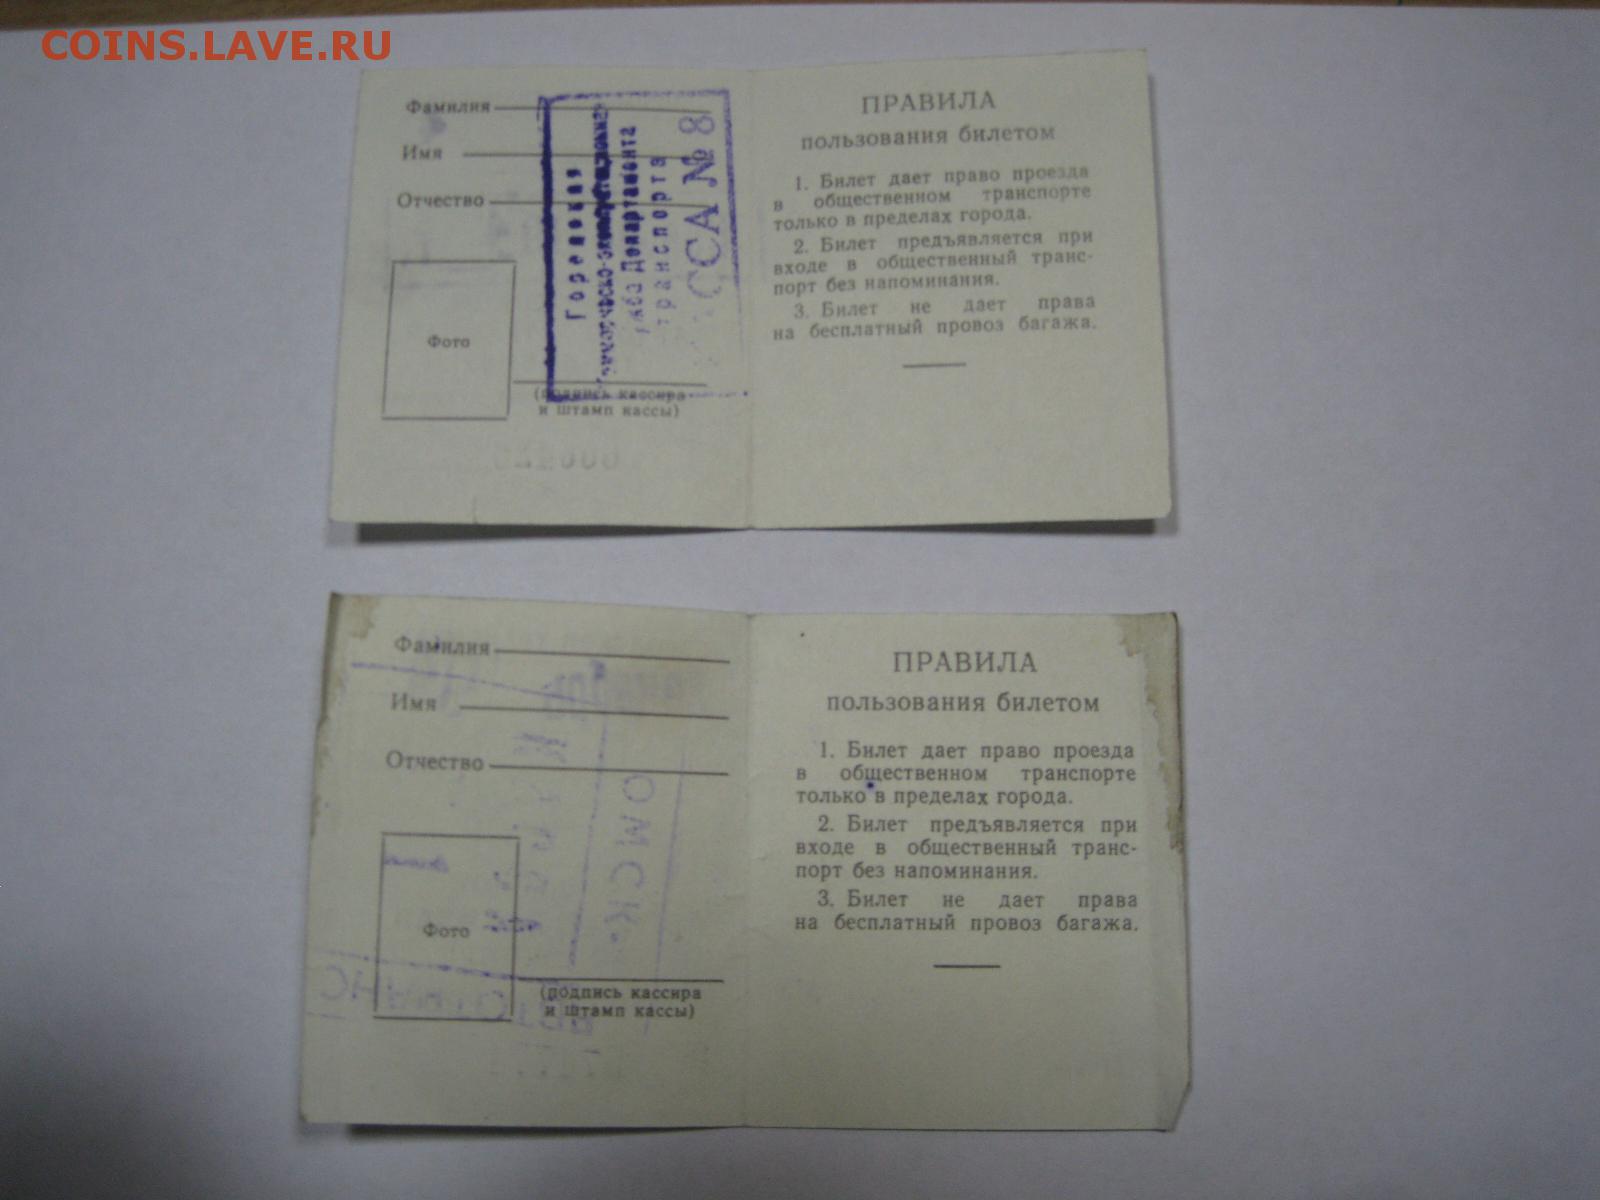 COINS.LAVE.RU
Фамилия
Имя
Отчество
Фото
(подпись кассира
и штамп кассы)
Городская
Департамента
транспорта
ССА № 8
ПРАВИЛА
пользования билетом
1. Билет дает право проезда
в общественном транспорте
только в пределах города.
2. Билет предъявляется при
входе в общественный транс-
порт без напоминания.
3. Билет не дает права
на бесплатный провоз багажа.
Фамилия
Имя
Отчество
Фото
(подпись кассира
и штамп кассы)
ОМСК
ПРАВИЛА
пользования билетом
1. Билет дает право проезда
в общественном транспорте
только в пределах города.
2. Билет предъявляется при
входе в общественный транс-
порт без напоминания.
3. Билет не дает права
на бесплатный провоз багажа.